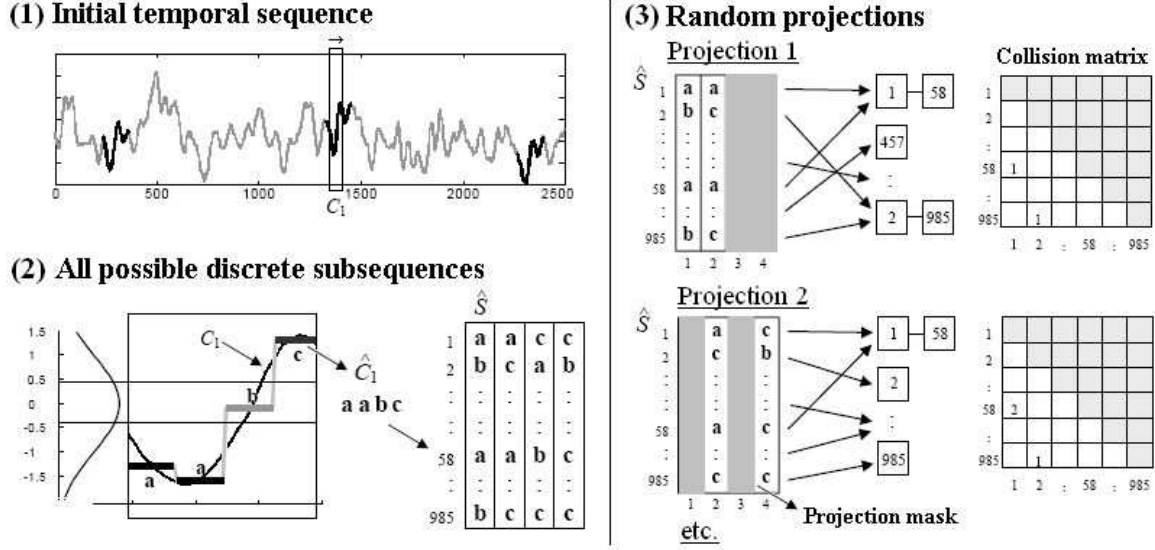 (1) Initial temporal sequence
→
0 500 1000 1500 2000 2500
C₁
(2) All possible discrete subsequences
1.5
0.5
0
-0.5
-1
-1.5
C₁
a
a
b
c
Ĉ₁
a a b c
Ŝ
1 a a c c
2 b c a b
: : : : :
: : : : :
58 a a b c
: : : : :
: : : : :
985 b c c c
(3) Random projections
Projection 1
Ŝ
1 a a
2 b c
: : :
: : :
58 a a
: : :
: : :
985 b c
1 2 3 4
1 58
457
:
2 985
Collision matrix
1
2
:
58 1
:
985 1
1 2 : 58 : 985
Projection 2
Ŝ
1 a c
2 c b
: : :
: : :
58 a c
: : :
: : :
985 c c
1 2 3 4
1 58
2
:
985
1
2
:
58 2
:
985 1
1 2 : 58 : 985
Projection mask
etc.